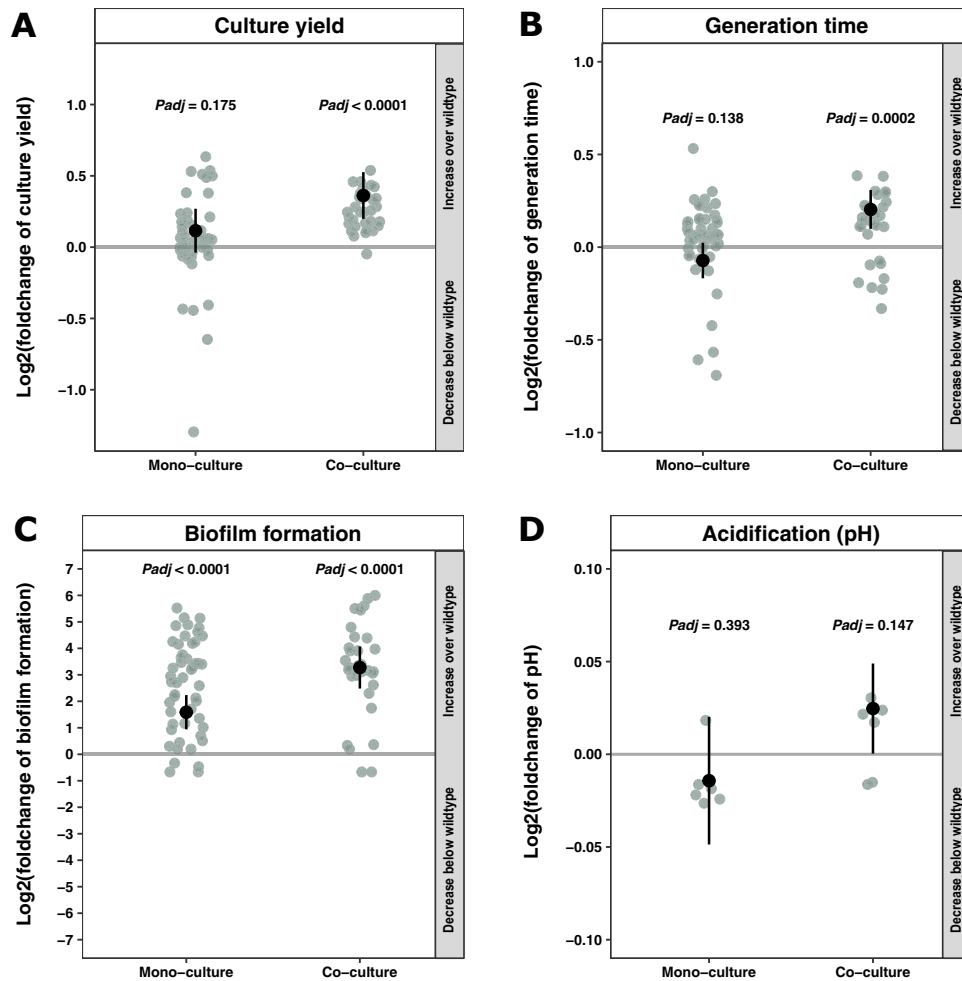 A
Culture yield
Log2(foldchange of culture yield)
1.0
0.5
0.0
−0.5
−1.0
Padj = 0.175
Padj < 0.0001
Increase over wildtype
Decrease below wildtype
Mono−culture
Co−culture
B
Generation time
Log2(foldchange of generation time)
1.0
0.5
0.0
−0.5
−1.0
Padj = 0.138
Padj = 0.0002
Increase over wildtype
Decrease below wildtype
Mono−culture
Co−culture
C
Biofilm formation
Log2(foldchange of biofilm formation)
7
6
5
4
3
2
1
0
−1
−2
−3
−4
−5
−6
−7
Padj < 0.0001
Padj < 0.0001
Increase over wildtype
Decrease below wildtype
Mono−culture
Co−culture
D
Acidification (pH)
Log2(foldchange of pH)
0.10
0.05
0.00
−0.05
−0.10
Padj = 0.393
Padj = 0.147
Increase over wildtype
Decrease below wildtype
Mono−culture
Co−culture